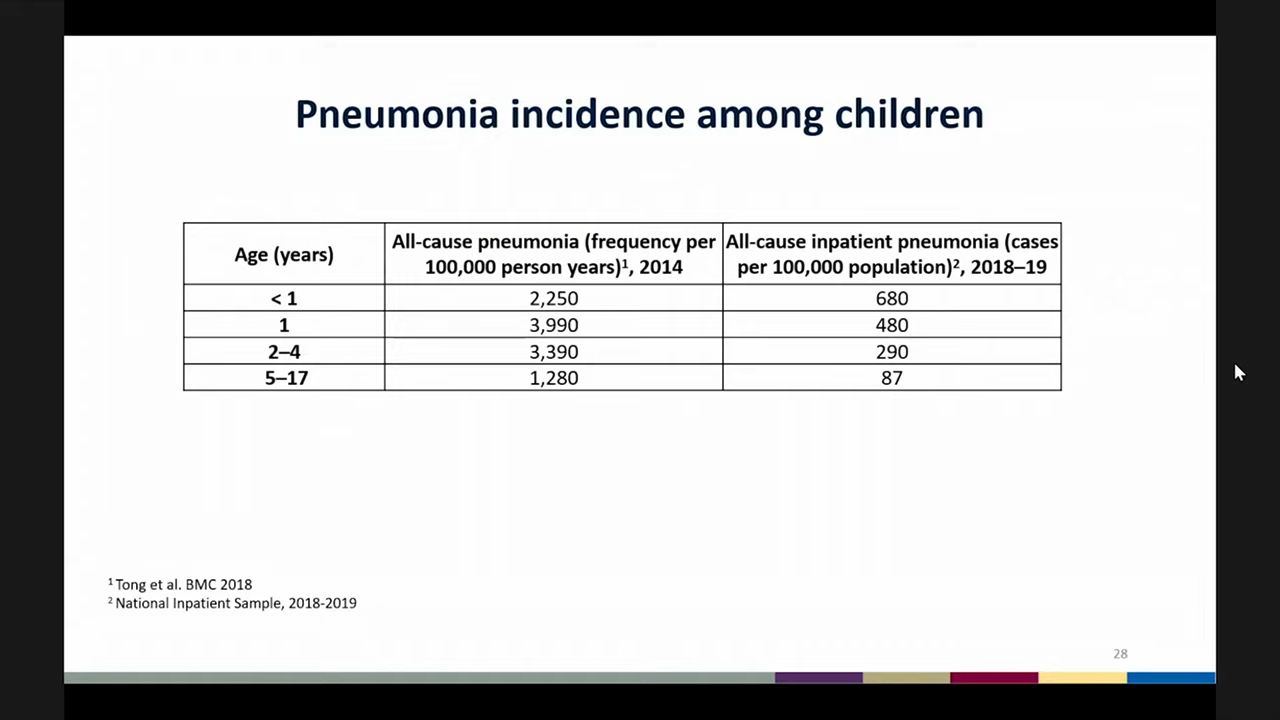 Pneumonia incidence among children
Age (years)
All-cause pneumonia (frequency per
100,000 person years)¹, 2014
All-cause inpatient pneumonia (cases
per 100,000 population)², 2018–19
< 1 2,250 680
1 3,990 480
2–4 3,390 290
5–17 1,280 87
¹ Tong et al. BMC 2018
² National Inpatient Sample, 2018-2019
28